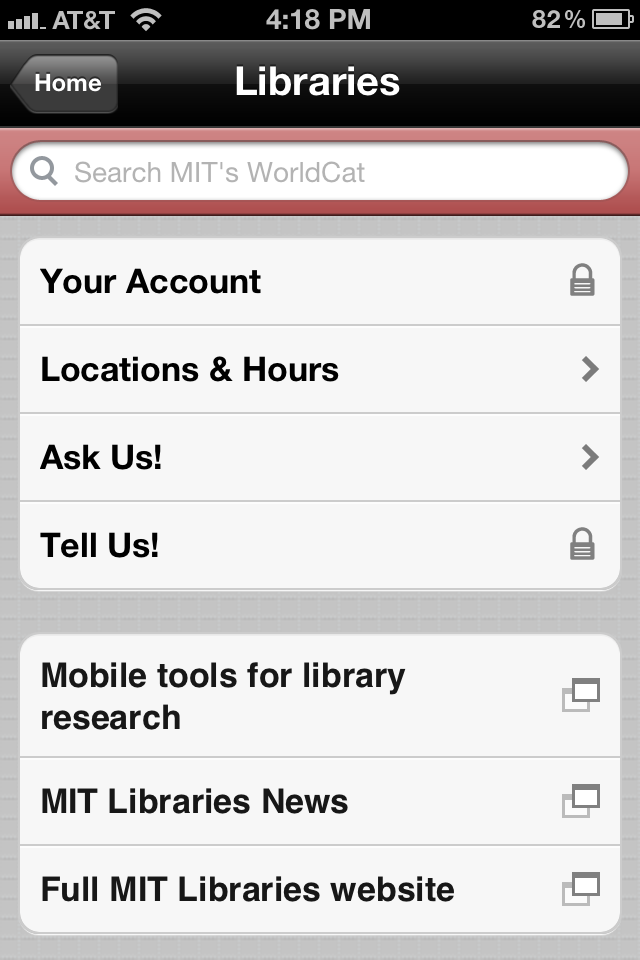 AT&T 4:18 PM 82%
Home Libraries
Search MIT's WorldCat
Your Account
Locations & Hours
Ask Us!
Tell Us!
Mobile tools for library
research
MIT Libraries News
Full MIT Libraries website